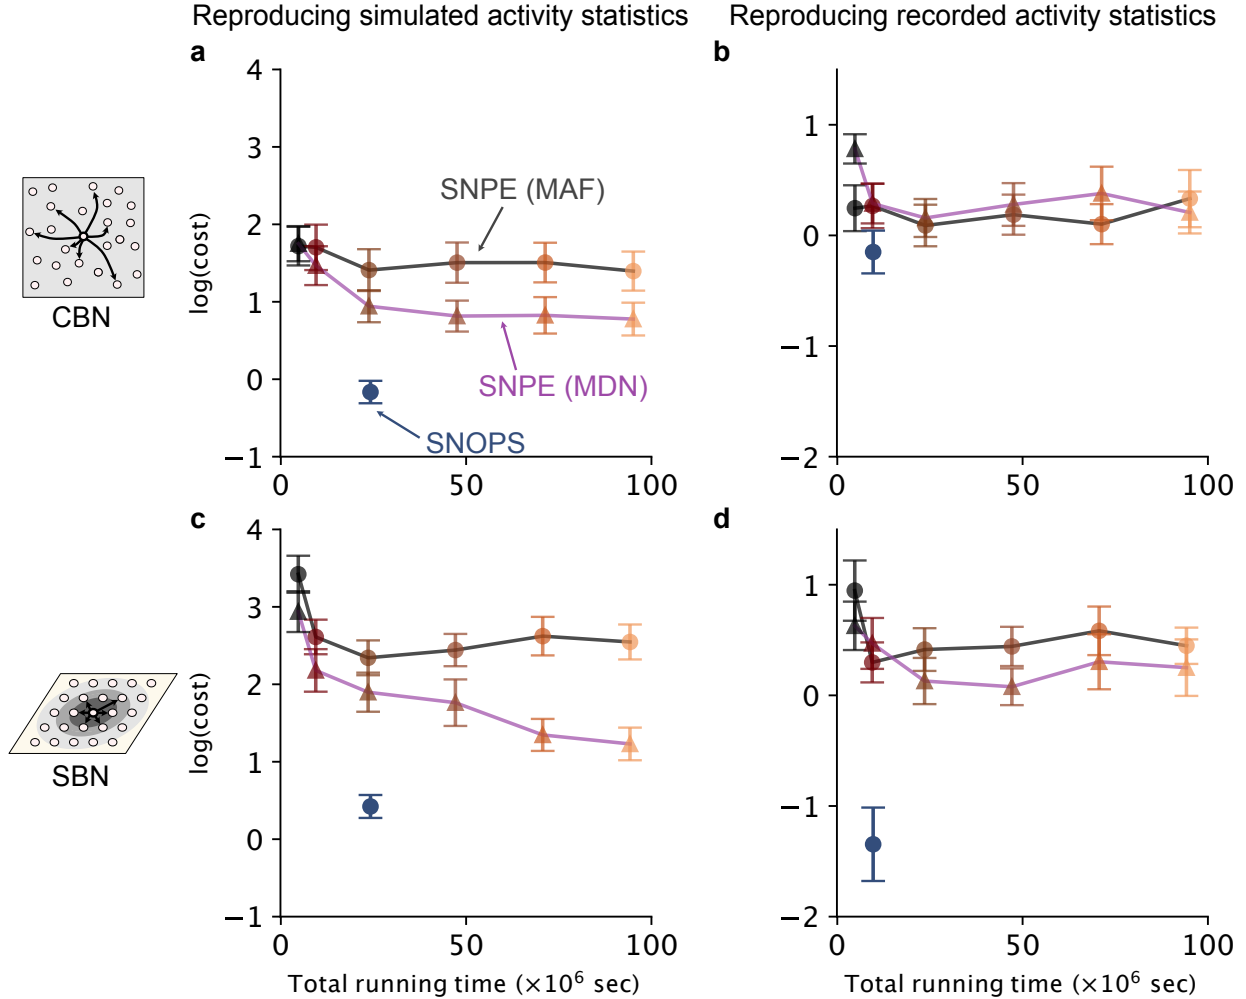 Reproducing simulated activity statistics
Reproducing recorded activity statistics
a
b
4
3
2
1
0
−1
log(cost)
0
50
100
SNPE (MAF)
SNPE (MDN)
SNOPS
CBN
1
0
−1
−2
0
50
100
c
d
4
3
2
1
0
−1
log(cost)
0
50
100
Total running time (×10⁶ sec)
SBN
1
0
−1
−2
0
50
100
Total running time (×10⁶ sec)